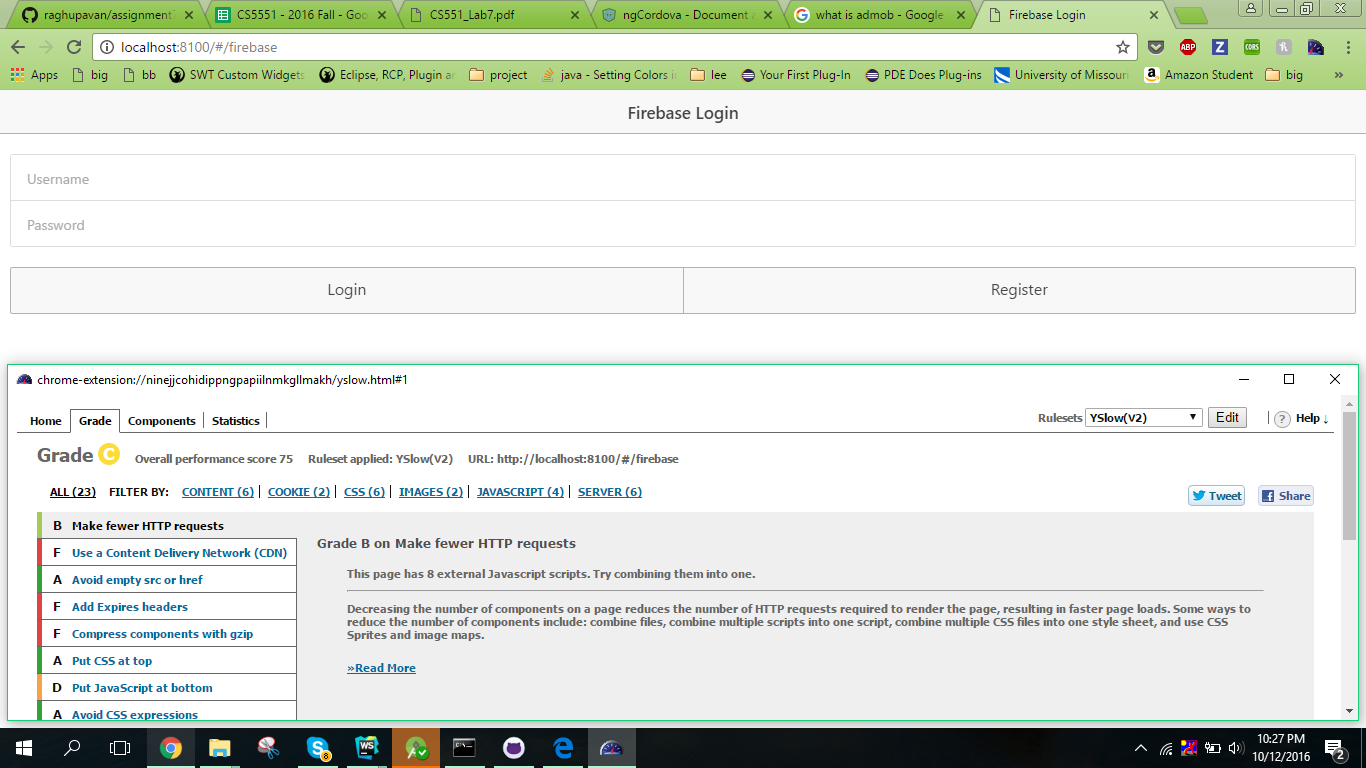 raghupavan/assignment7
CS5551 - 2016 Fall - Goo
CS551_Lab7.pdf
ngCordova - Document
what is admob - Google
Firebase Login
localhost:8100/#/firebase
Apps
big
bb
SWT Custom Widgets
Eclipse, RCP, Plugin
project
java - Setting Colors
lee
Your First Plug-In
PDE Does Plug-ins
University of Missouri
Amazon Student
big
»
Firebase Login
Username
Password
Login
Register
chrome-extension://ninejjcohidippngpapiilnmkgllmakh/yslow.html#1
Home
Grade
Components
Statistics
Rulesets
YSlow(V2)
Edit
? Help ↓
Grade C
Overall performance score 75
Ruleset applied: YSlow(V2)
URL: http://localhost:8100/#/firebase
ALL (23)
FILTER BY:
CONTENT (6)
COOKIE (2)
CSS (6)
IMAGES (2)
JAVASCRIPT (4)
SERVER (6)
Tweet
Share
B Make fewer HTTP requests
F Use a Content Delivery Network (CDN)
A Avoid empty src or href
F Add Expires headers
F Compress components with gzip
A Put CSS at top
D Put JavaScript at bottom
A Avoid CSS expressions
Grade B on Make fewer HTTP requests
This page has 8 external Javascript scripts. Try combining them into one.
Decreasing the number of components on a page reduces the number of HTTP requests required to render the page, resulting in faster page loads. Some ways to
reduce the number of components include: combine files, combine multiple scripts into one script, combine multiple CSS files into one style sheet, and use CSS
Sprites and image maps.
»Read More
10:27 PM
10/12/2016
2